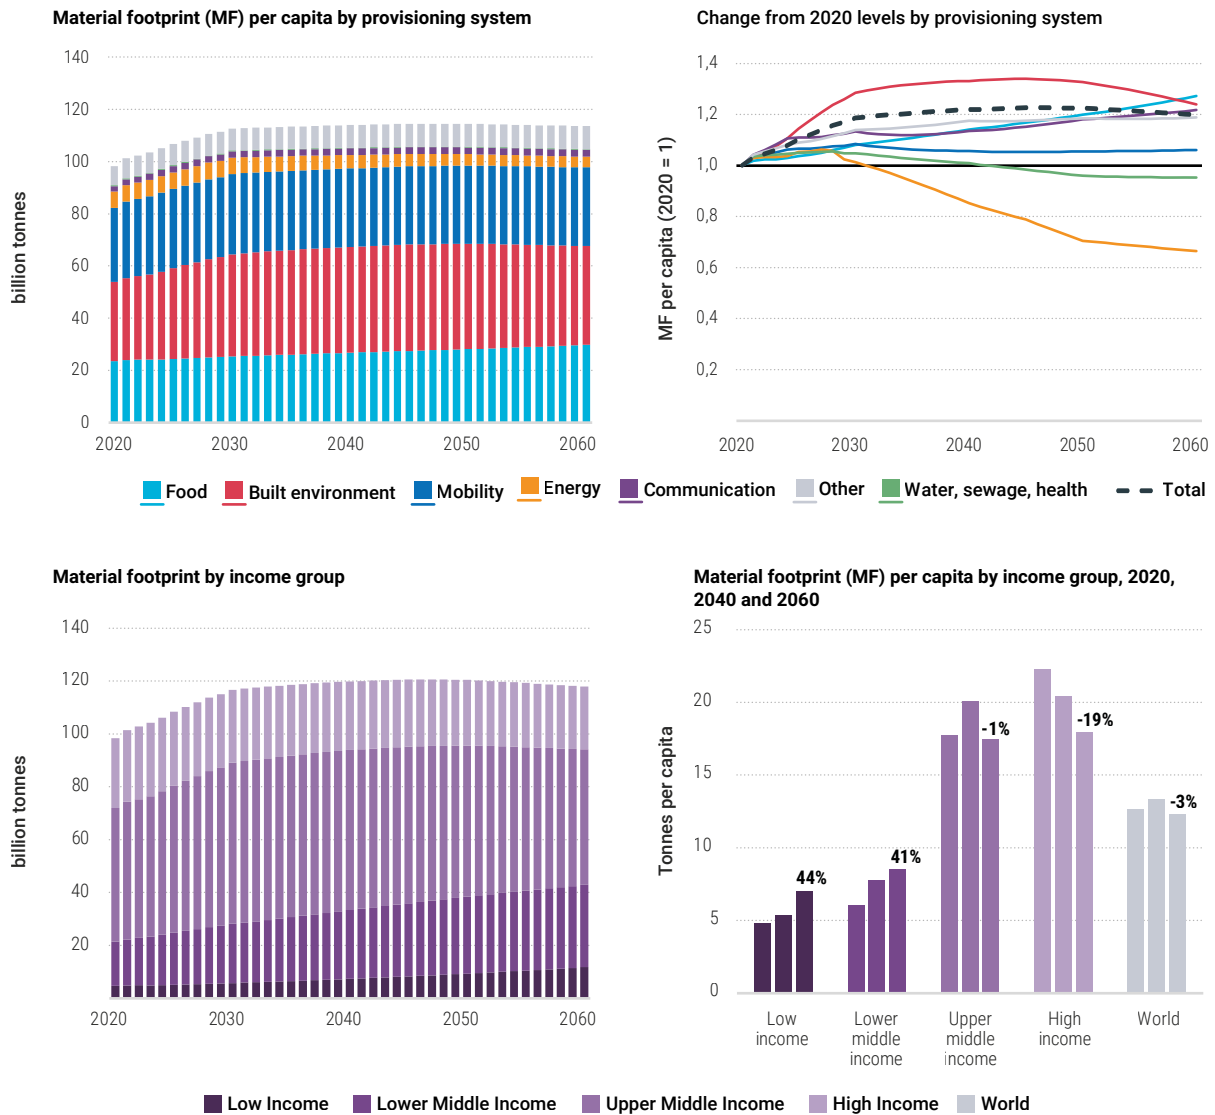 Material footprint (MF) per capita by provisioning system
billion tonnes
140
120
100
80
60
40
20
0
2020 2030 2040 2050 2060
Change from 2020 levels by provisioning system
MF per capita (2020 = 1)
1,4
1,2
1,0
0,8
0,6
0,4
0,2
2020 2030 2040 2050 2060
Food Built environment Mobility Energy Communication Other Water, sewage, health Total
Material footprint by income group
billion tonnes
140
120
100
80
60
40
20
2020 2030 2040 2050 2060
Material footprint (MF) per capita by income group, 2020,
2040 and 2060
Tonnes per capita
25
20
15
10
5
0
44%
41%
-1%
-19%
-3%
Low
income
Lower
middle
income
Upper
middle
income
High
income
World
Low Income Lower Middle Income Upper Middle Income High Income World